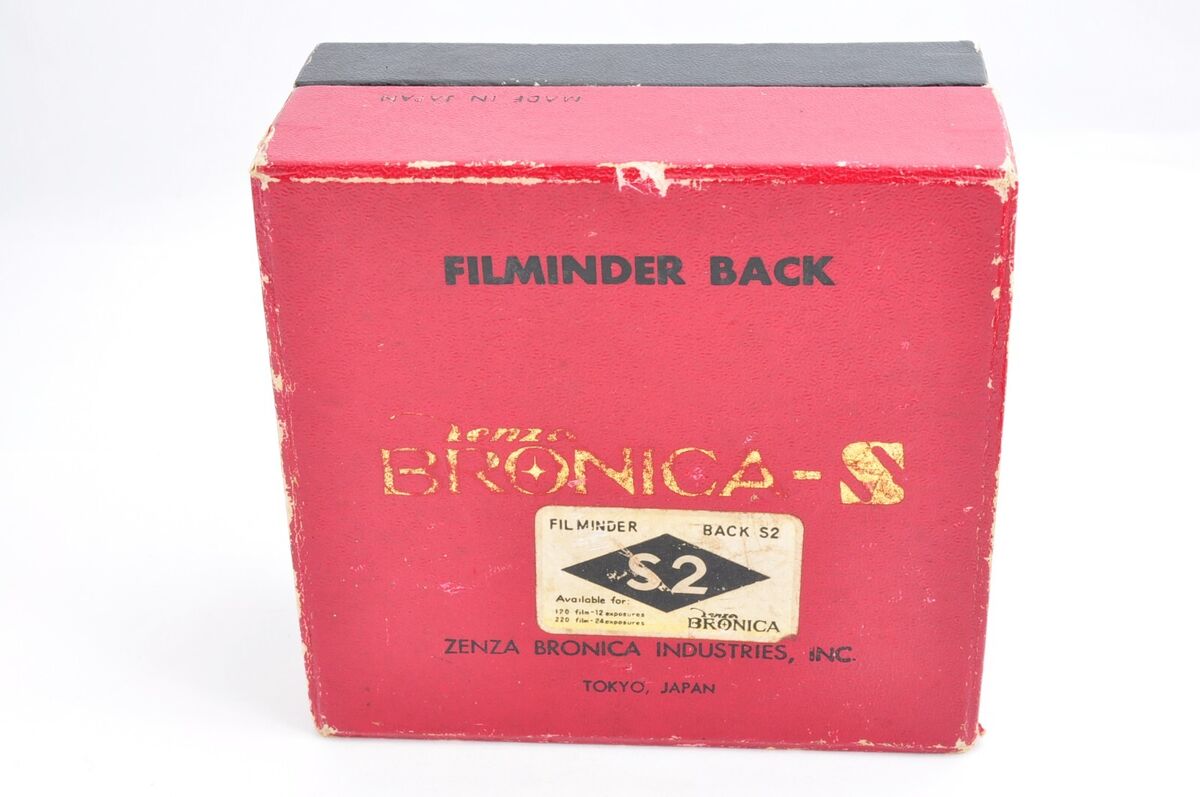 MADE IN JAPAN
FILMINDER BACK
Zenza
BRONICA-S
FILMINDER BACK S2
S2
Available for:
120 film-12 exposures
220 film-24 exposures
Zenza
BRONICA
ZENZA BRONICA INDUSTRIES, INC.
TOKYO, JAPAN